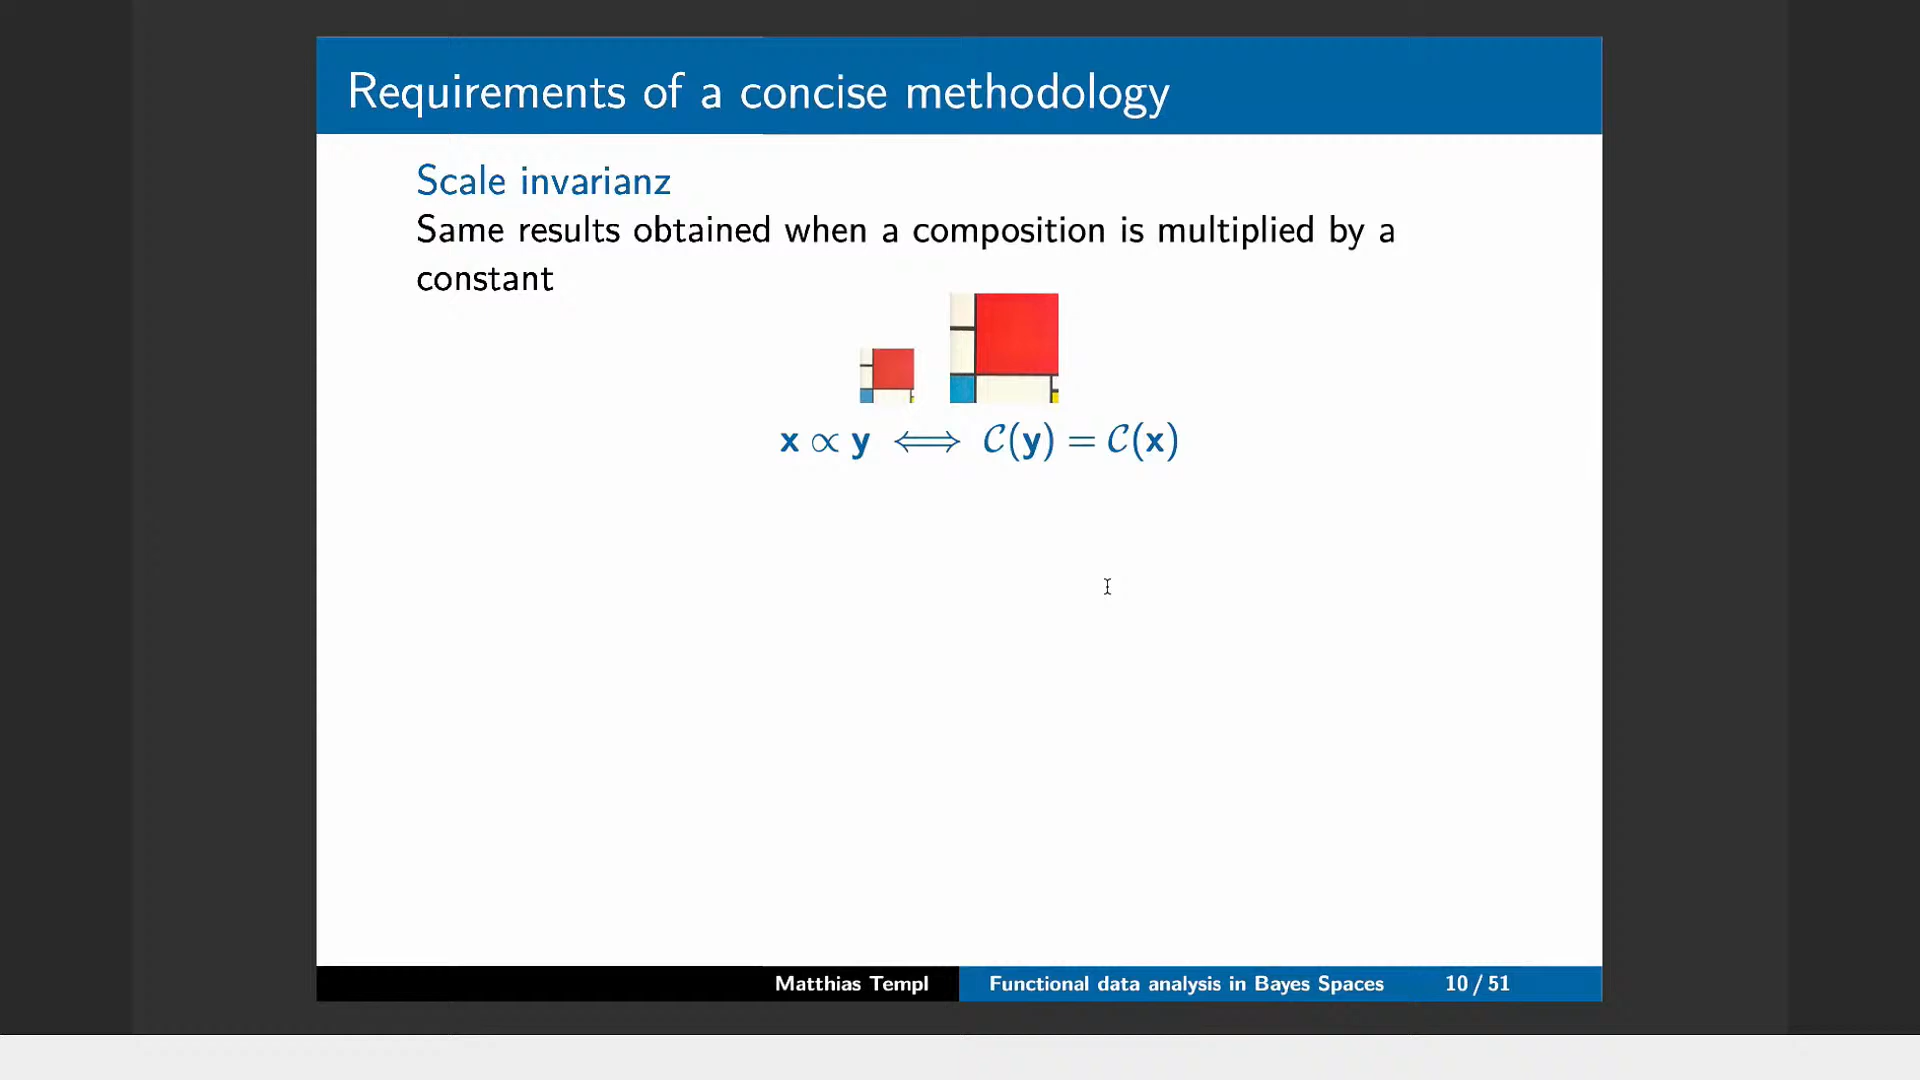 Requirements of a concise methodology
Scale invarianz
Same results obtained when a composition is multiplied by a
constant
x ∝ y ⟺ 𝒞(y) = 𝒞(x)
Matthias Templ
Functional data analysis in Bayes Spaces
10 / 51